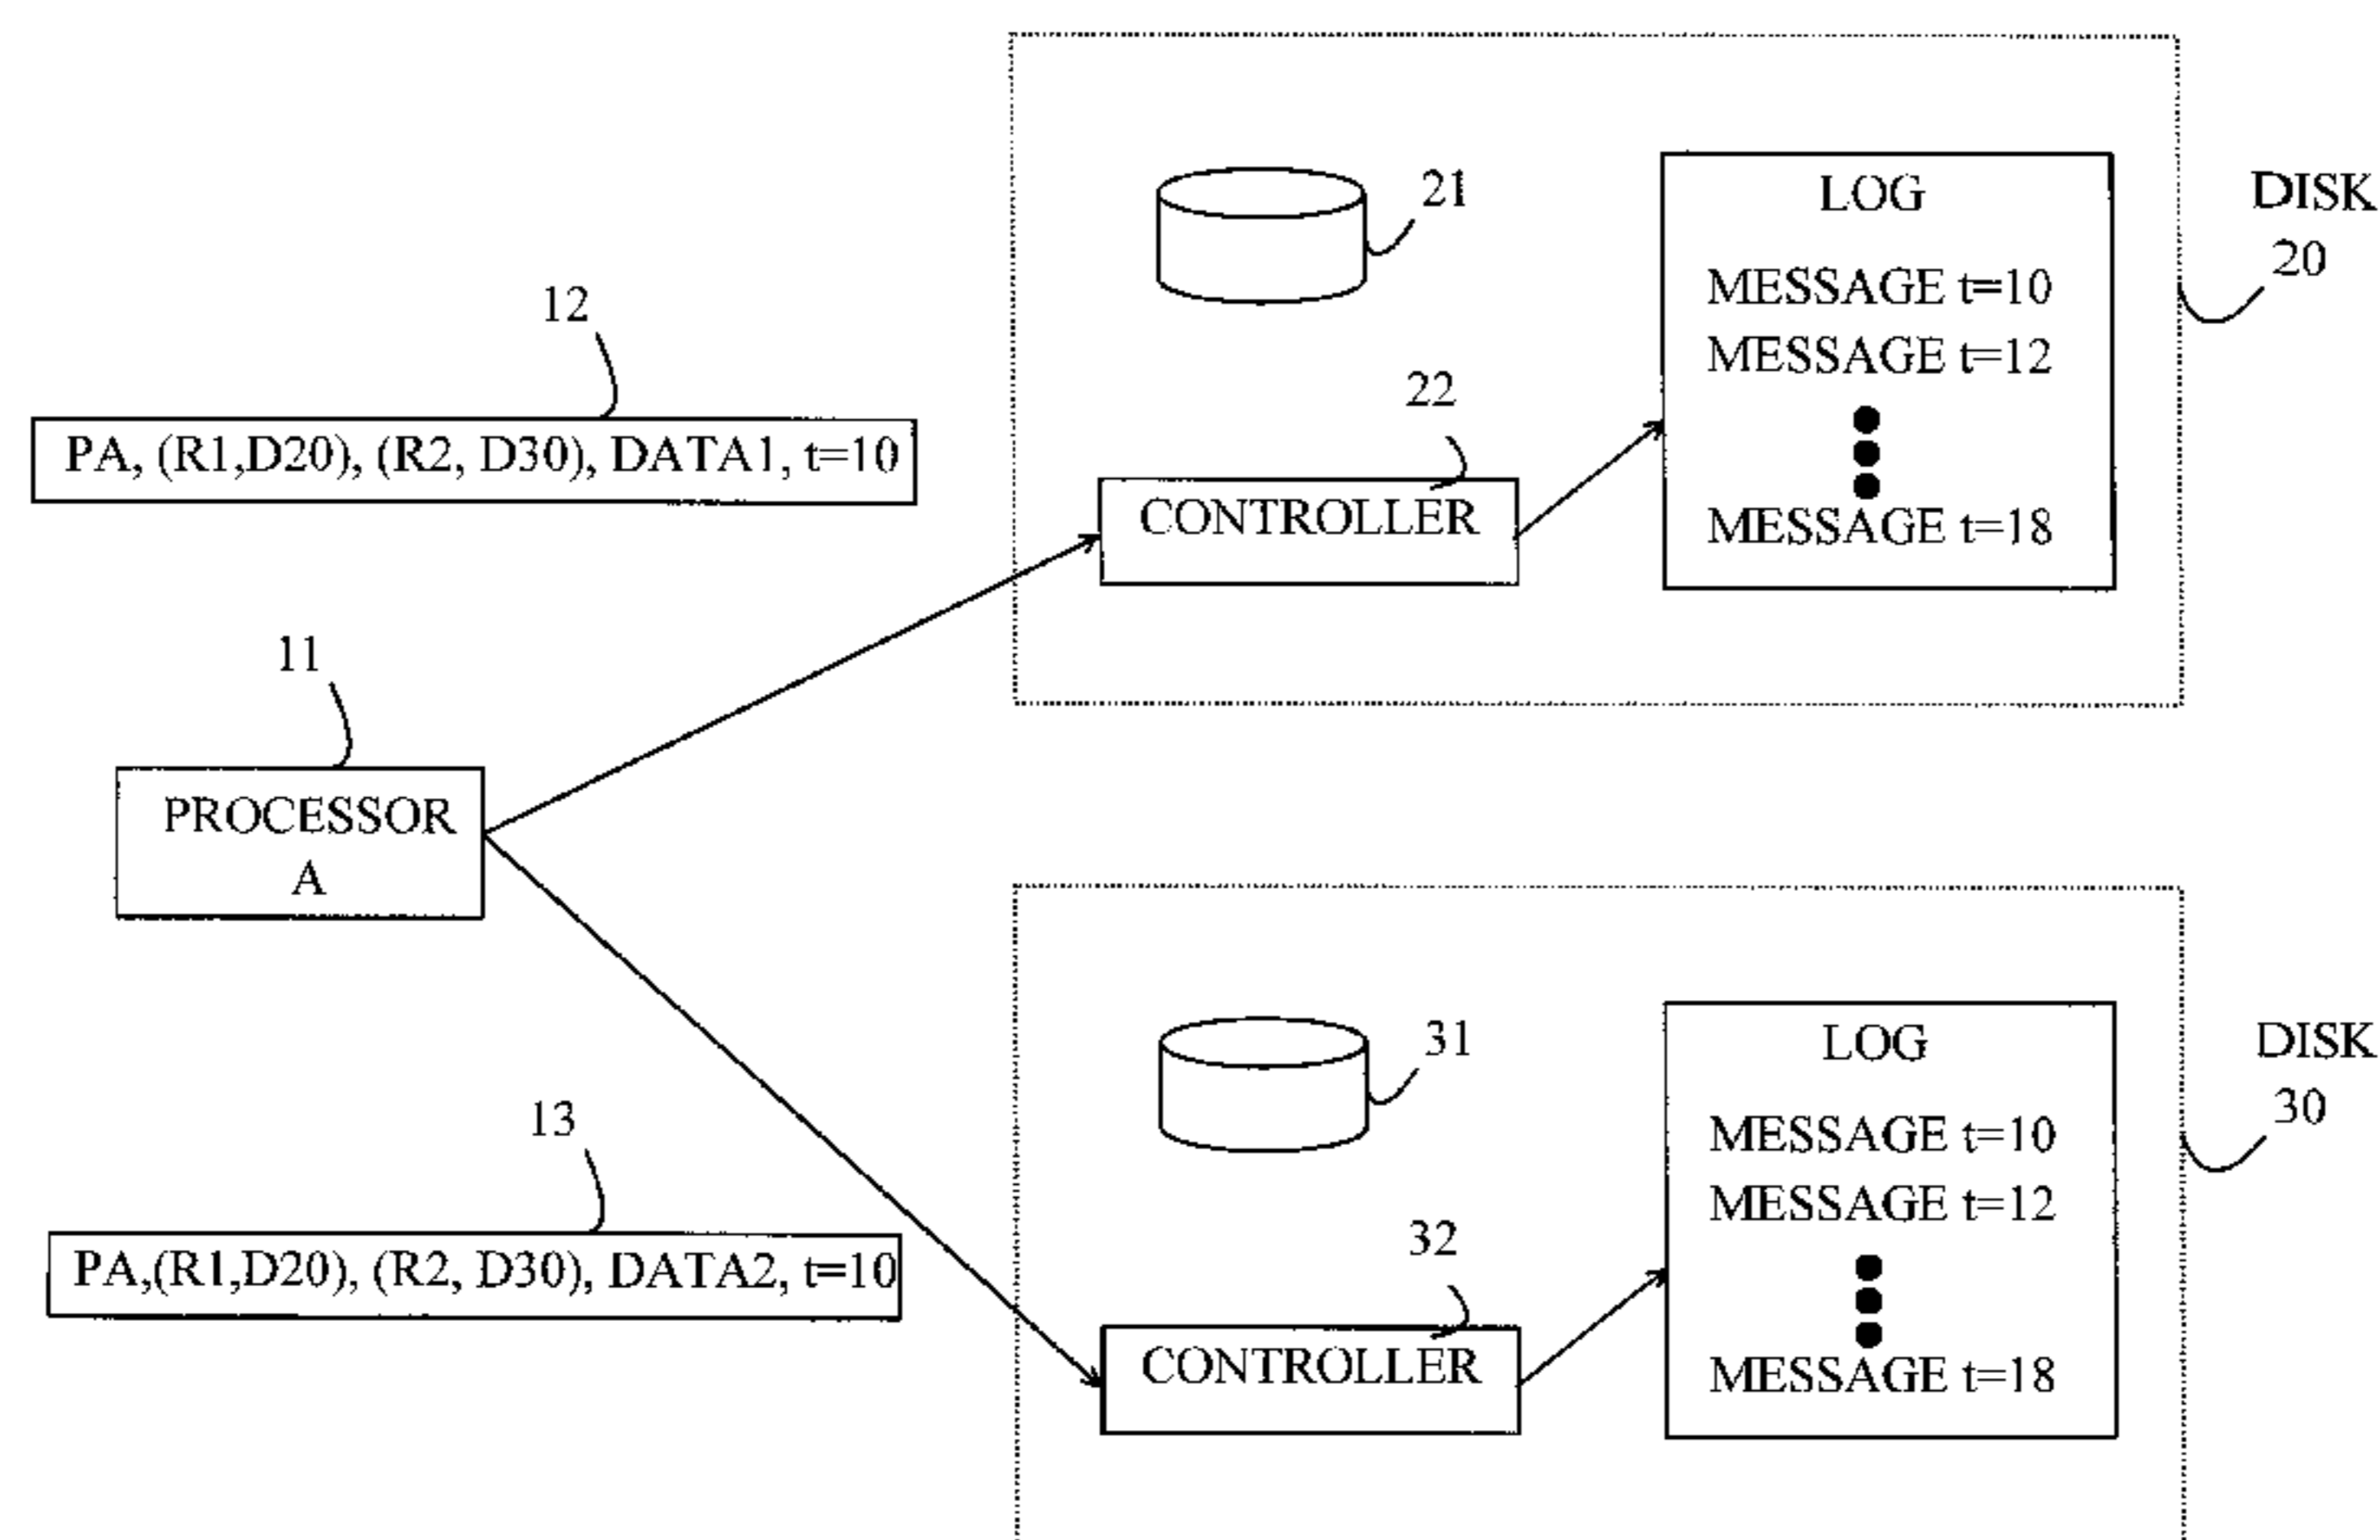 21
LOG
DISK
20
MESSAGE t=10
MESSAGE t=12
MESSAGE t=18
22
CONTROLLER
12
PA, (R1,D20), (R2, D30), DATA1, t=10
11
PROCESSOR
A
31
LOG
DISK
30
MESSAGE t=10
MESSAGE t=12
MESSAGE t=18
13
PA,(R1,D20), (R2, D30), DATA2, t=10
32
CONTROLLER